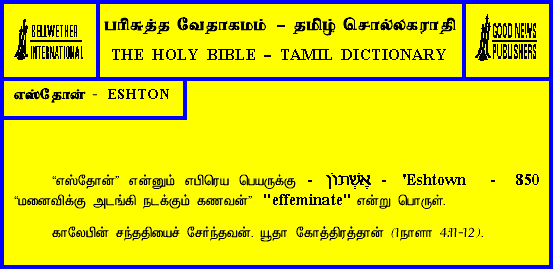 BELLWETHER
INTERNATIONAL
பரிசுத்த வேதாகமம் – தமிழ் சொல்லகராதி
THE HOLY BIBLE – TAMIL DICTIONARY
GOOD NEWS
PUBLISHERS
எஸ்தோன் - ESHTON
“எஸ்தோன்” என்னும் எபிரெய பெயருக்கு - אֶשְׁתּוֹן - 'Eshtown - 850
“மனைவிக்கு அடங்கி நடக்கும் கணவன்” "effeminate" என்று பொருள்.
காலேபின் சந்ததியைச் சேர்ந்தவன். யூதா கோத்திரத்தான் (1நாளா 4:11-12).